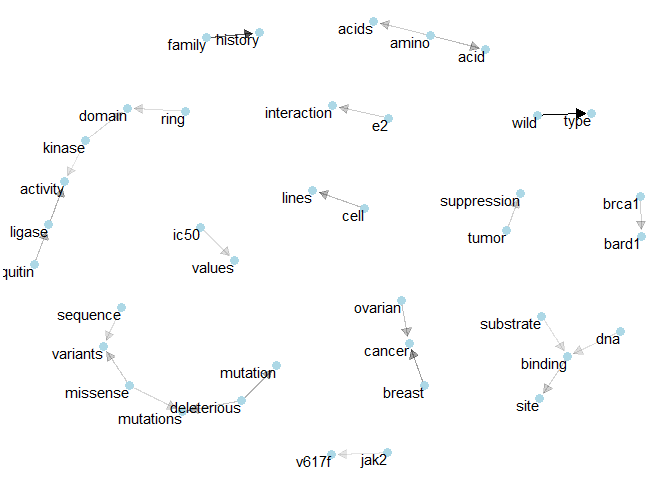 acids
family
history
amino
acid
domain
ring
interaction
e2
wild
type
kinase
activity
lines
suppression
brca1
cell
ligase
ic50
tumor
bard1
quitin
values
sequence
ovarian
substrate
dna
variants
cancer
binding
mutation
missense
deleterious
breast
site
mutations
v617f
jak2